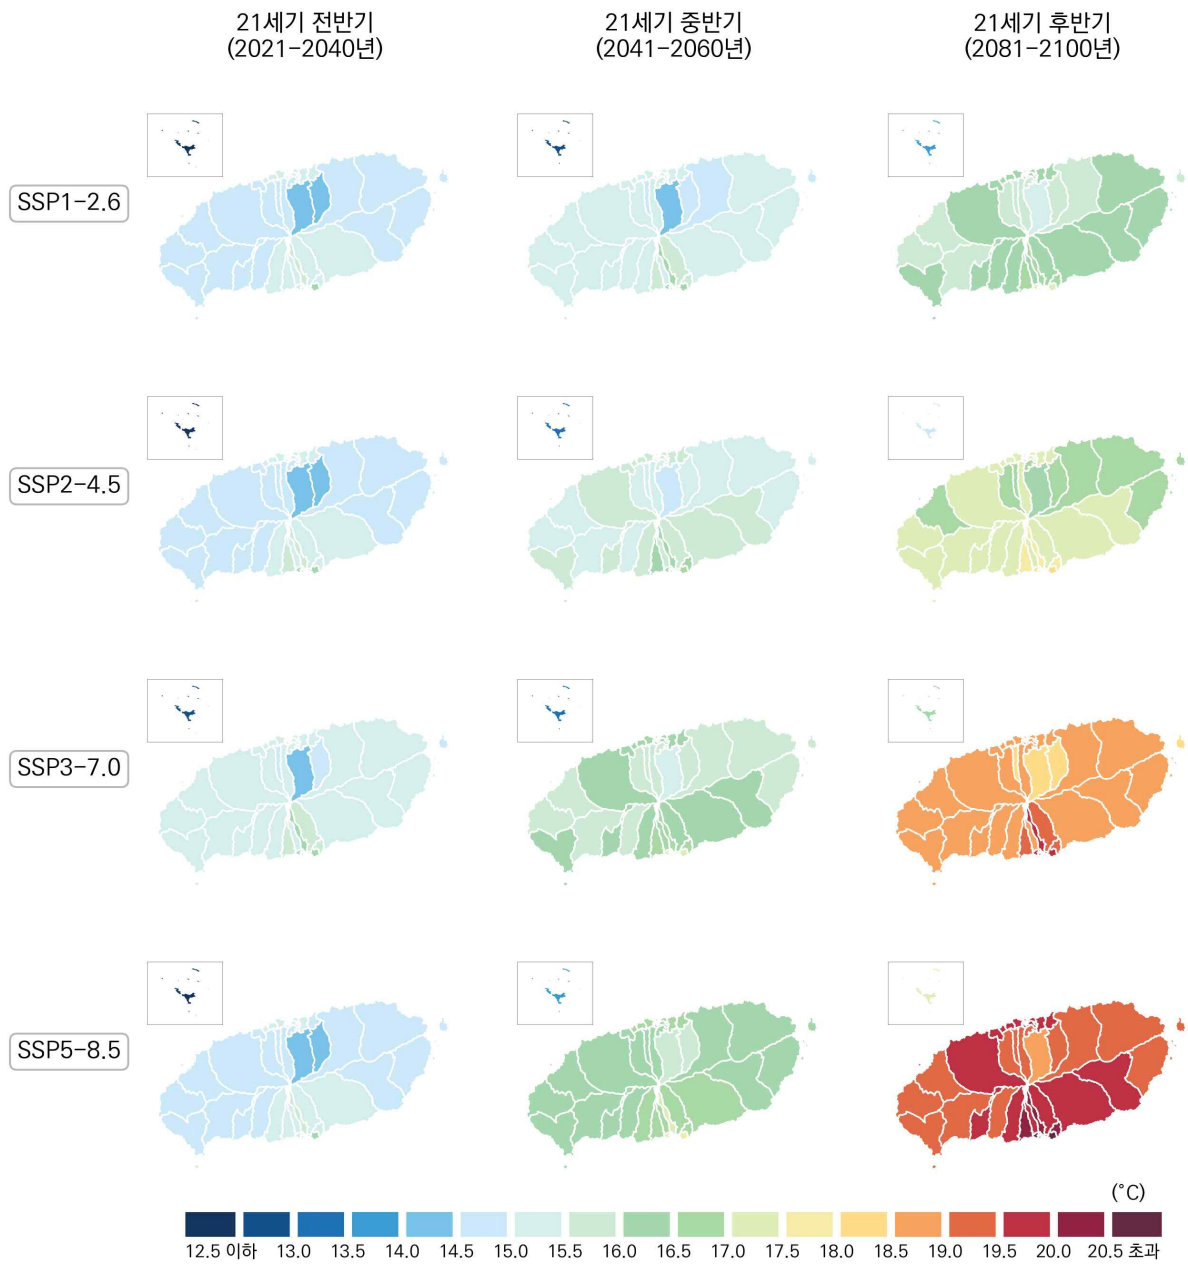 21세기 전반기
(2021-2040년)
21세기 중반기
(2041-2060년)
21세기 후반기
(2081-2100년)
SSP1-2.6
SSP2-4.5
SSP3-7.0
SSP5-8.5
(°C)
12.5 이하 13.0 13.5 14.0 14.5 15.0 15.5 16.0 16.5 17.0 17.5 18.0 18.5 19.0 19.5 20.0 20.5 초과